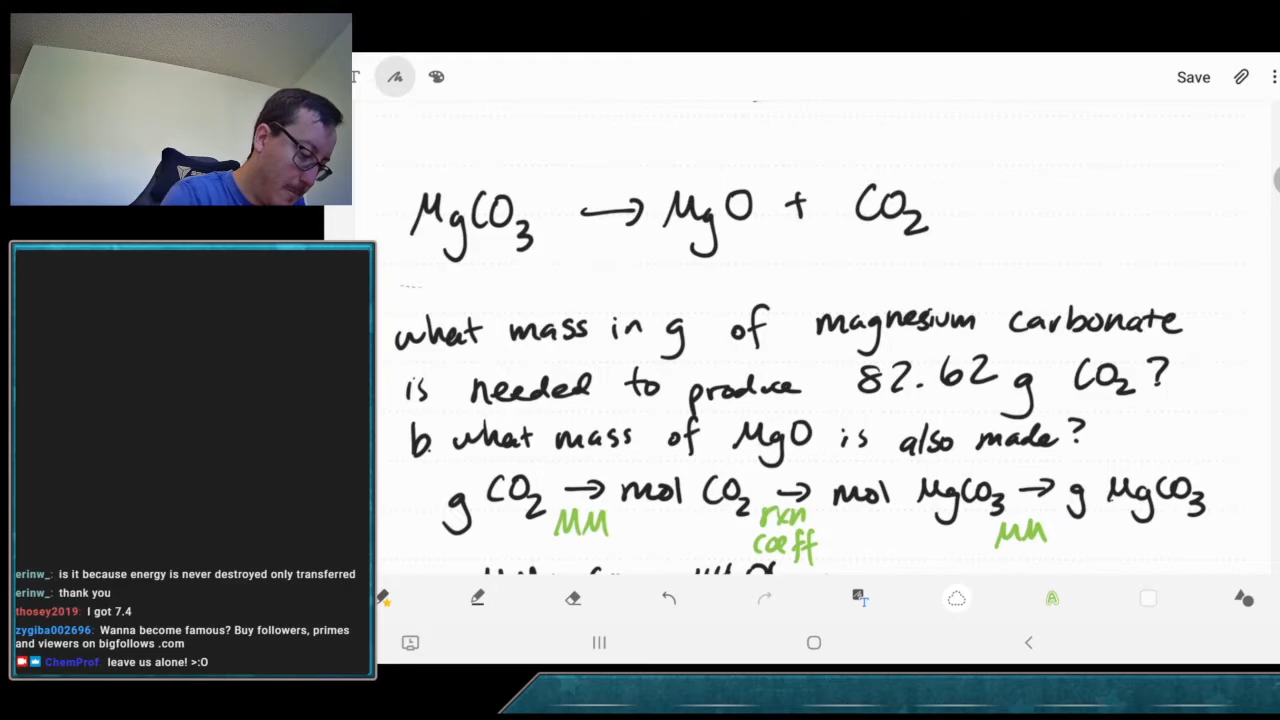 T
Save
MgCO3 → MgO + CO2
what mass in g of magnesium carbonate
is needed to produce 82.62 g CO2?
b. what mass of MgO is also made?
g CO2 → mol CO2 → mol MgCO3 → g MgCO3
MM rxn MM
coeff
erinw_: is it because energy is never destroyed only transferred
erinw_: thank you
thosey2019: I got 7.4
zygiba002696: Wanna become famous? Buy followers, primes
and viewers on bigfollows .com
ChemProf: leave us alone! >:O